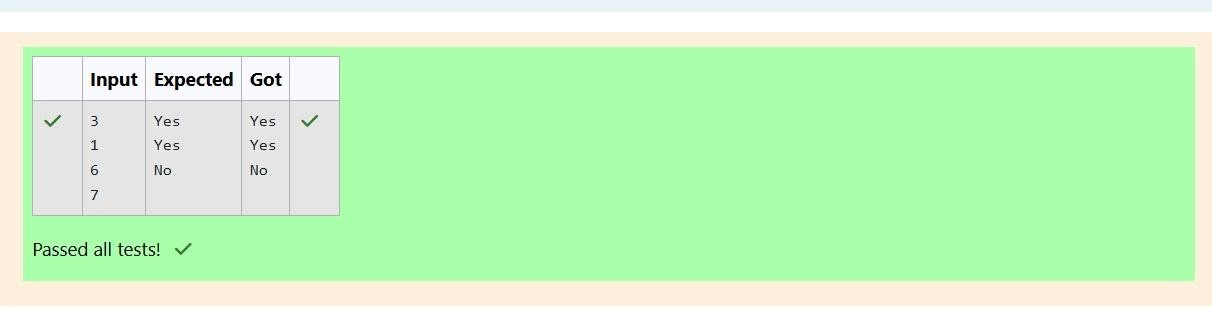 Input Expected Got
3 Yes Yes
1 Yes Yes
6 No No
7
Passed all tests!